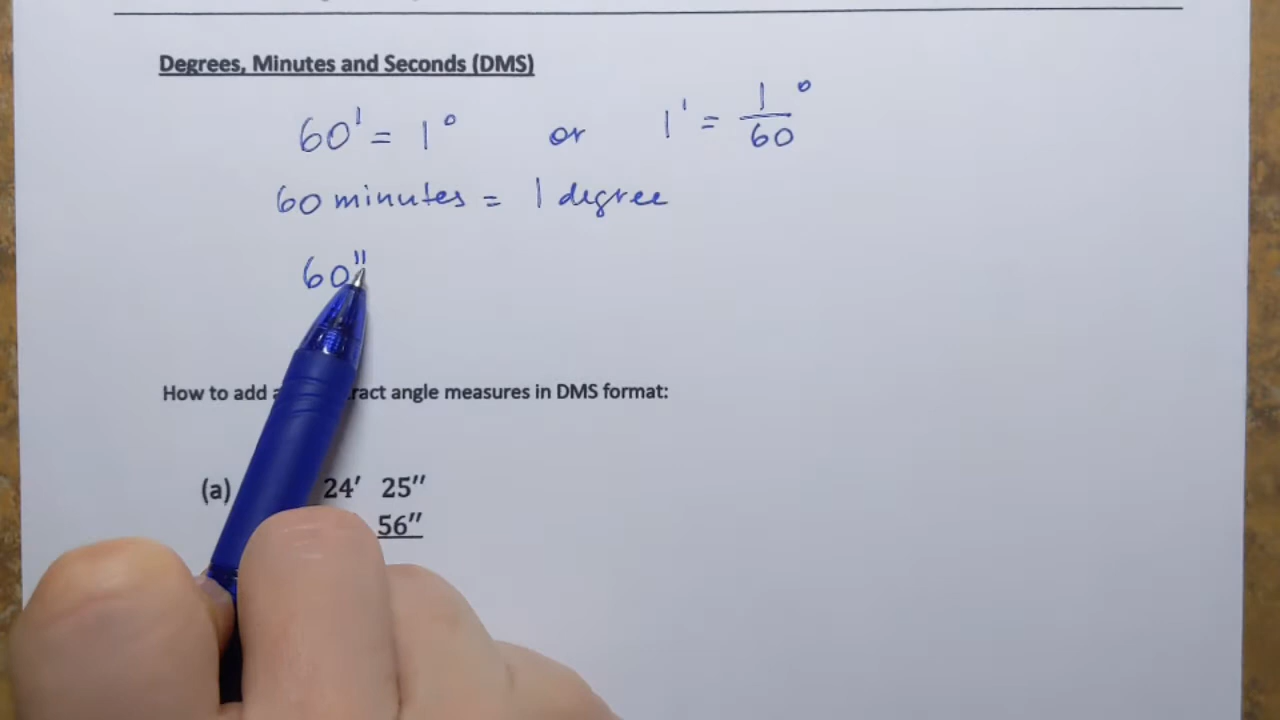 Degrees, Minutes and Seconds (DMS)
60' = 1° or 1' = 1/60 °
60 minutes = 1 degree
60"
How to add ract angle measures in DMS format:
(a) 24′ 25″
56″